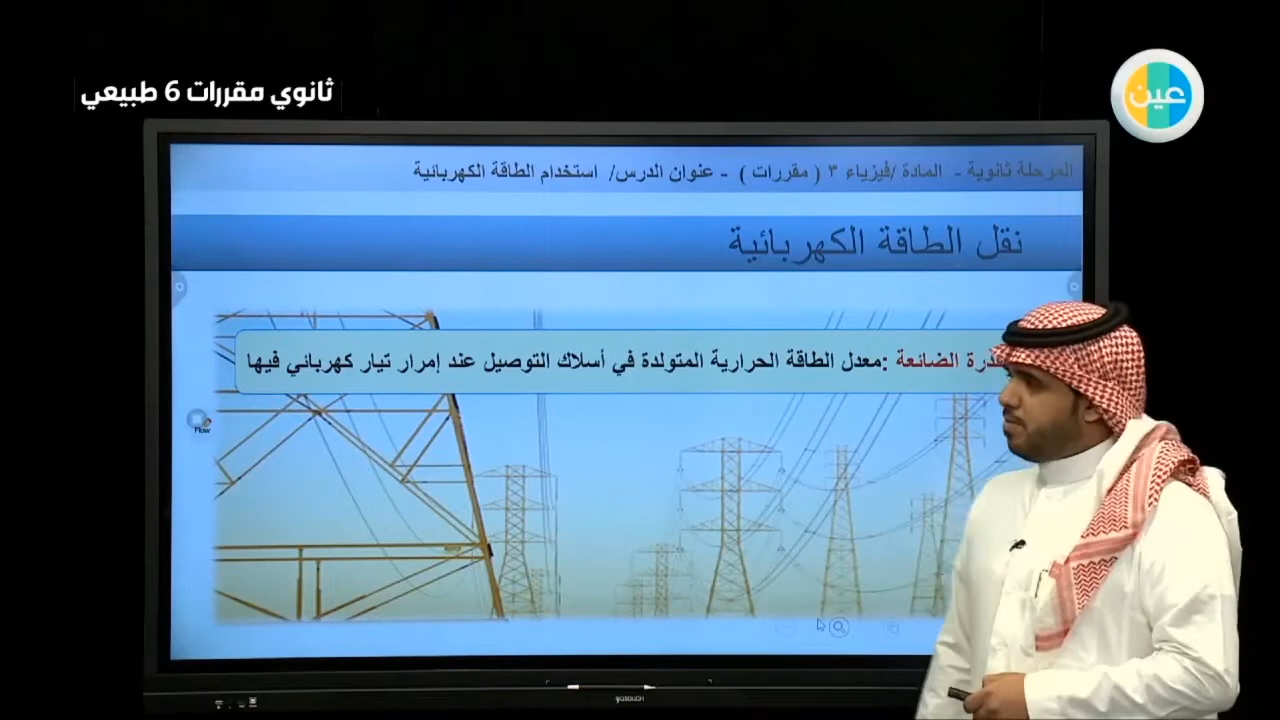 ثانوي مقررات 6 طبيعي
عين
المرحلة ثانوية - المادة /فيزياء ٣ ( مقررات ) - عنوان الدرس/ استخدام الطاقة الكهربائية
نقل الطاقة الكهربائية
الضائعة :معدل الطاقة الحرارية المتولدة في أسلاك التوصيل عند إمرار تيار كهربائي فيها